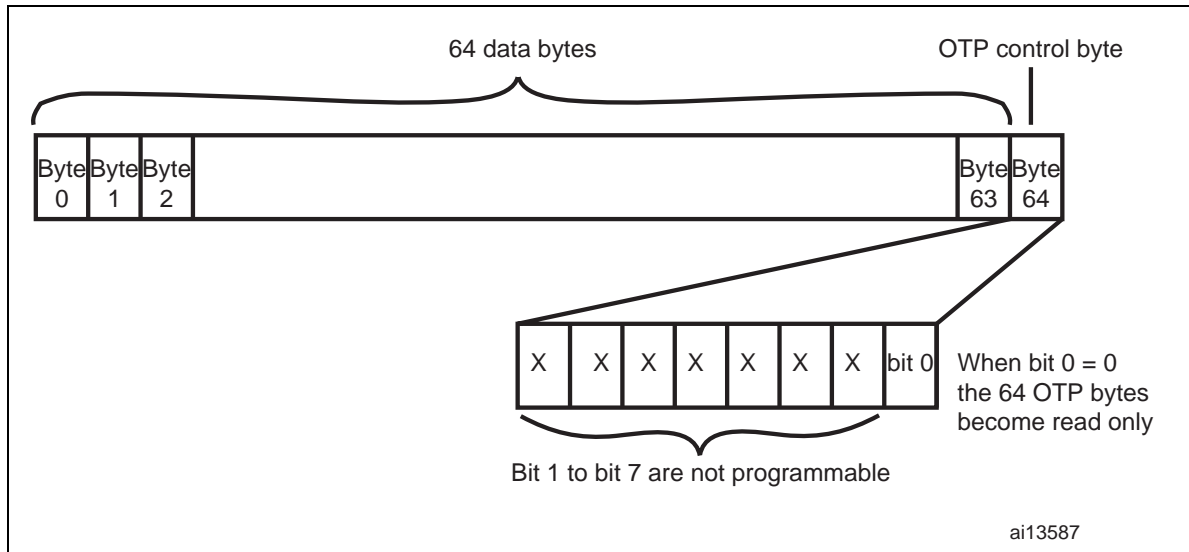 64 data bytes
OTP control byte
Byte 0
Byte 1
Byte 2
Byte 63
Byte 64
X X X X X X X bit 0
When bit 0 = 0
the 64 OTP bytes
become read only
Bit 1 to bit 7 are not programmable
ai13587